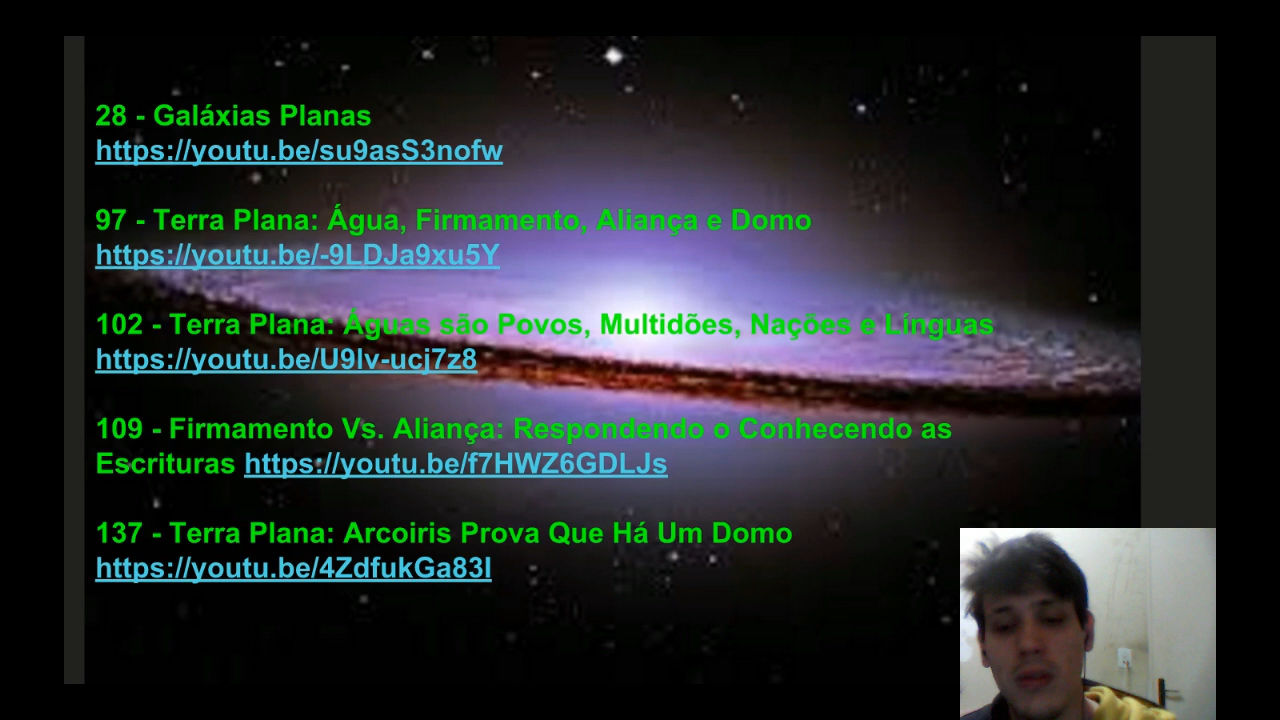 28 - Galáxias Planas
https://youtu.be/su9asS3nofw
97 - Terra Plana: Água, Firmamento, Aliança e Domo
https://youtu.be/-9LDJa9xu5Y
102 - Terra Plana: Águas são Povos, Multidões, Nações e Línguas
https://youtu.be/U9lv-ucj7z8
109 - Firmamento Vs. Aliança: Respondendo o Conhecendo as
Escrituras https://youtu.be/f7HWZ6GDLJs
137 - Terra Plana: Arcoiris Prova Que Há Um Domo
https://youtu.be/4ZdfukGa83I